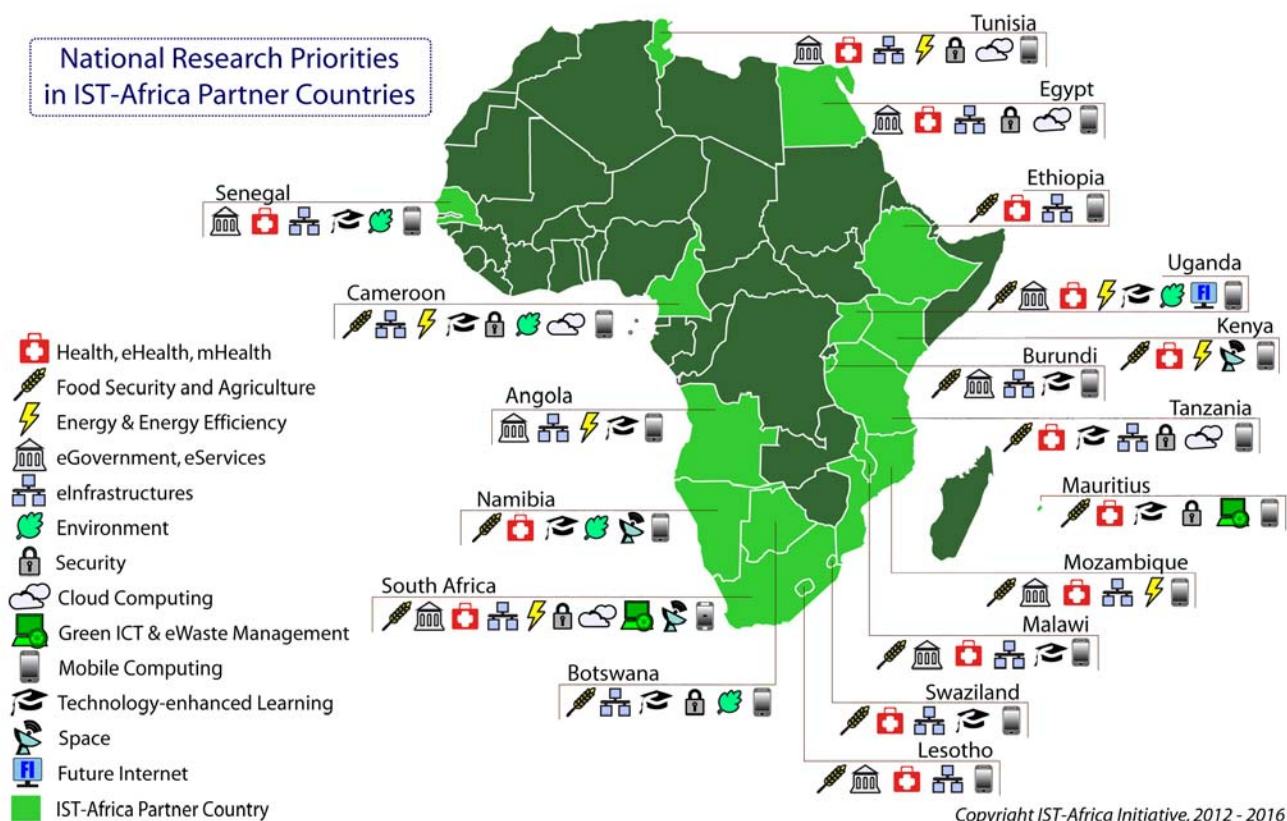 National Research Priorities
in IST-Africa Partner Countries
Tunisia
Egypt
Ethiopia
Senegal
Uganda
Cameroon
Kenya
Burundi
Angola
Tanzania
Namibia
Mauritius
South Africa
Mozambique
Malawi
Botswana
Swaziland
Lesotho
Health, eHealth, mHealth
Food Security and Agriculture
Energy & Energy Efficiency
eGovernment, eServices
eInfrastructures
Environment
Security
Cloud Computing
Green ICT & eWaste Management
Mobile Computing
Technology-enhanced Learning
Space
FI
Future Internet
IST-Africa Partner Country
FI
Copyright IST-Africa Initiative, 2012 - 2016